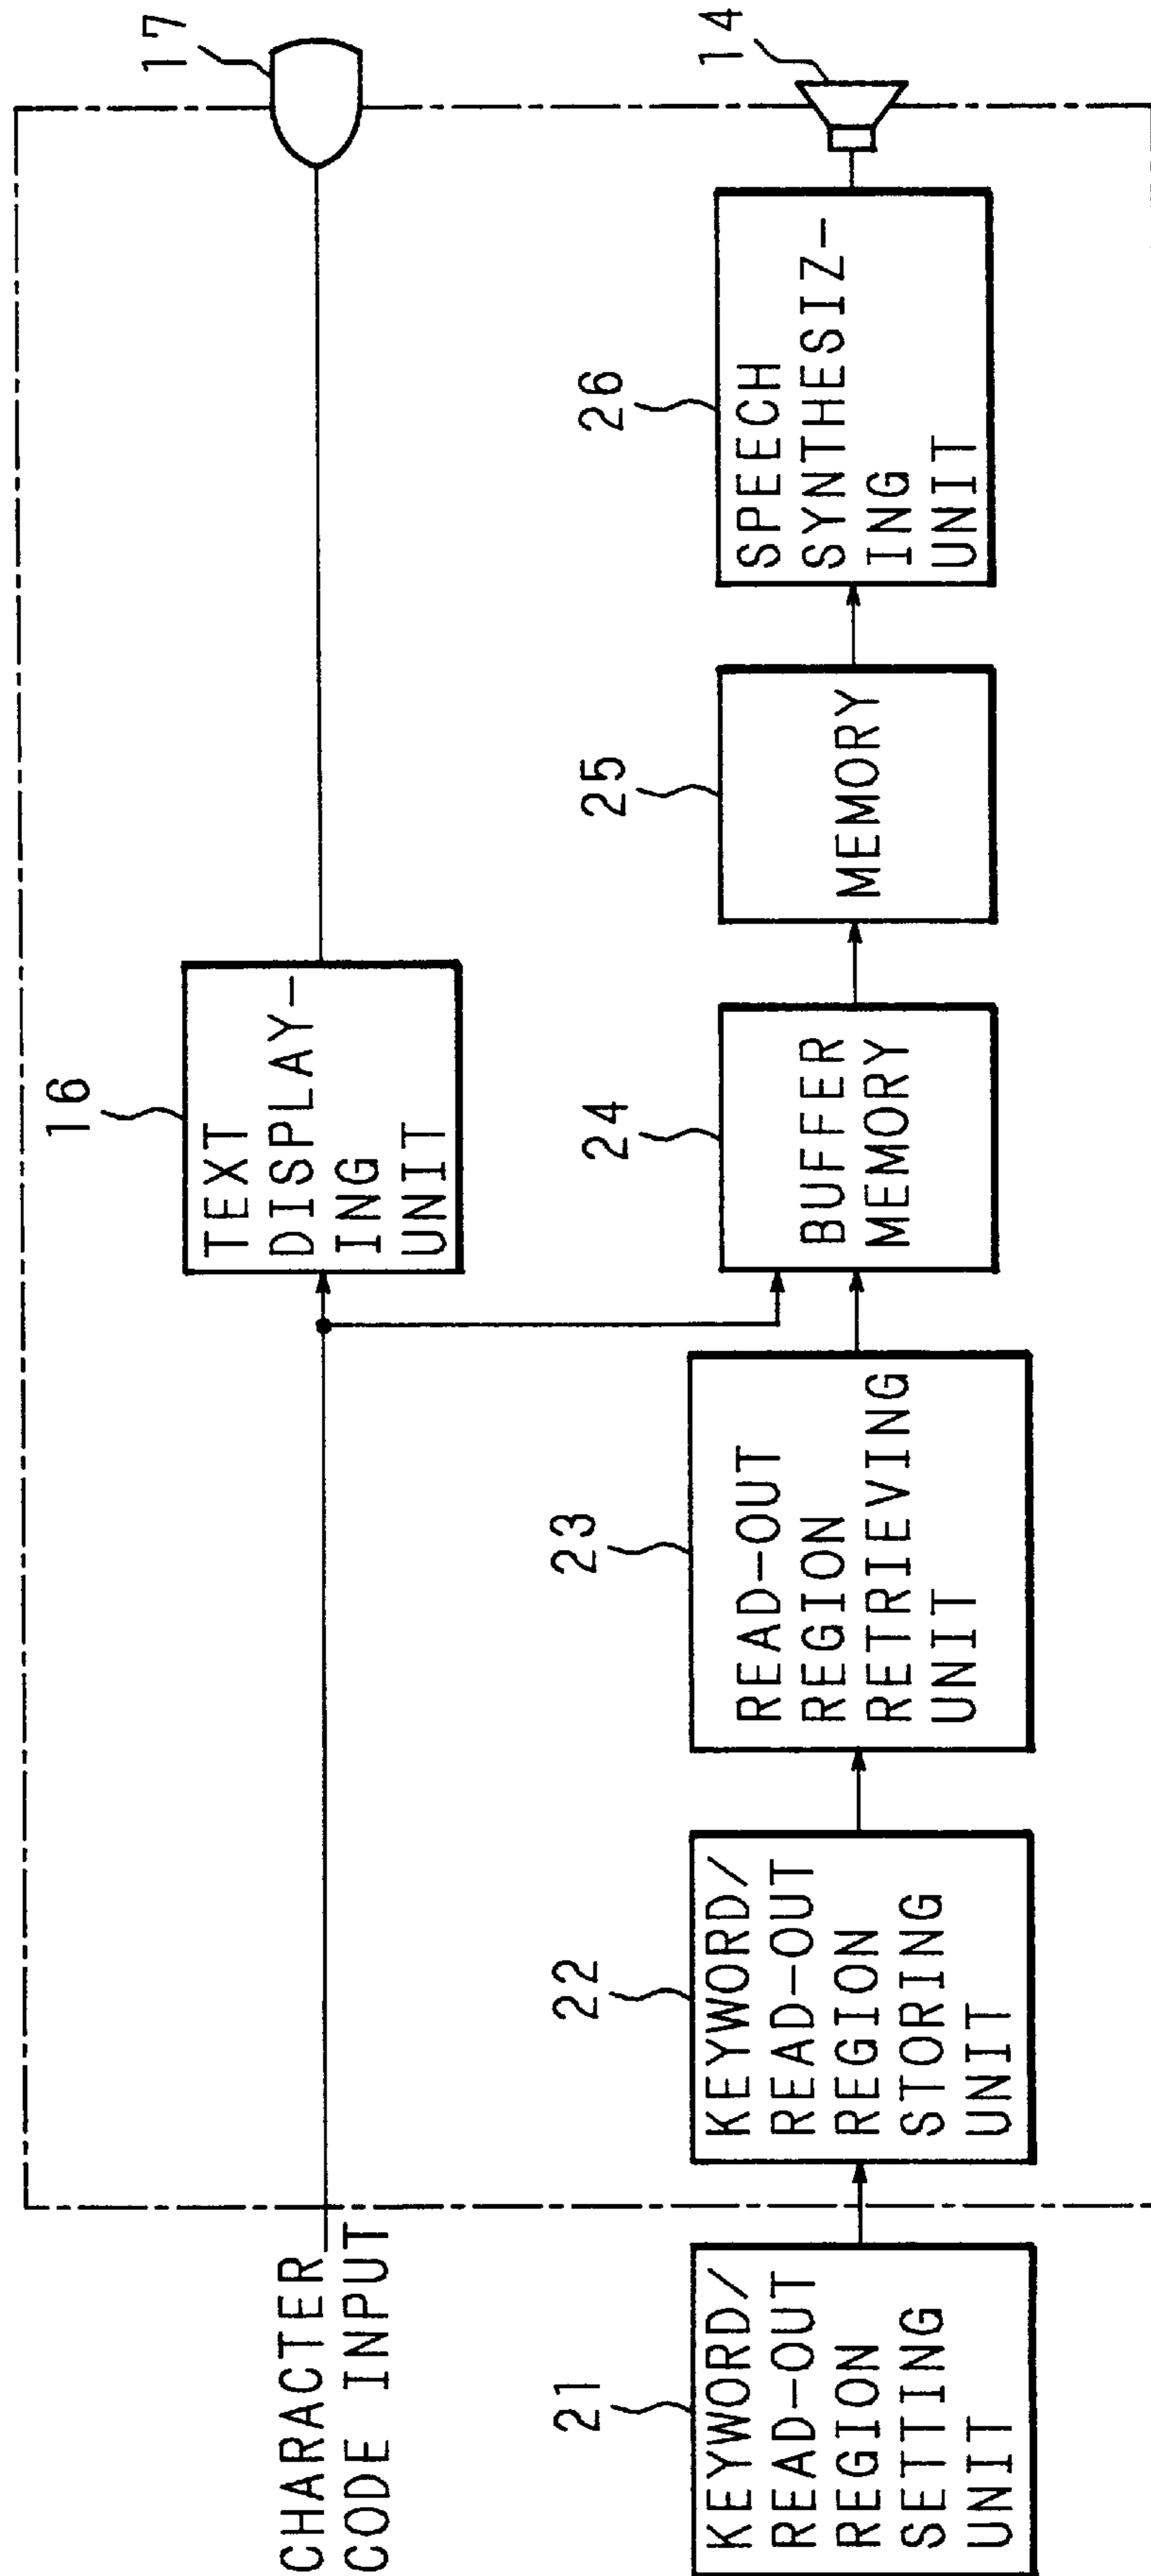 17
14
16
TEXT
DISPLAY-
ING
UNIT
26
SPEECH
SYNTHESIZ-
ING
UNIT
25
MEMORY
24
BUFFER
MEMORY
23
READ-OUT
REGION
RETRIEVING
UNIT
22
KEYWORD/
READ-OUT
REGION
STORING
UNIT
CHARACTER
CODE INPUT
21
KEYWORD/
READ-OUT
REGION
SETTING
UNIT